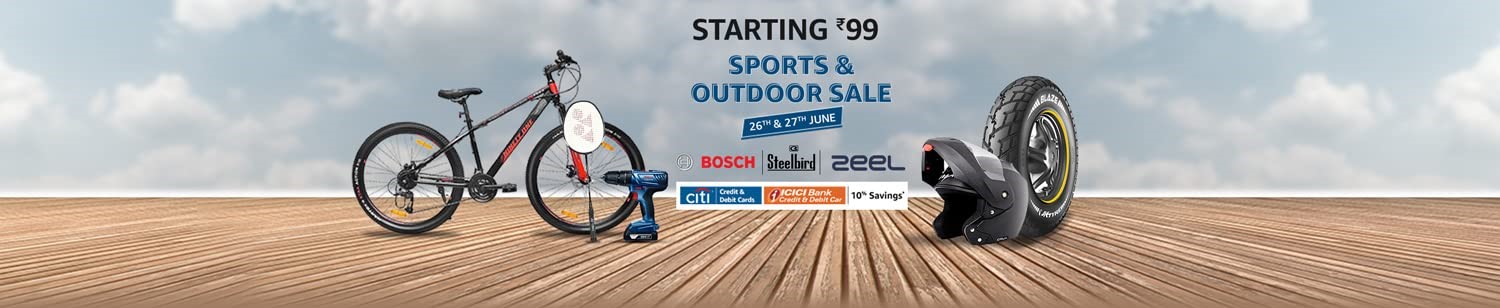 STARTING ₹99
SPORTS &
OUTDOOR SALE
26TH & 27TH JUNE
BOSCH
Steelbird
ZEEL
citi
Credit &
Debit Cards
ICICI Bank
Credit & Debit Car
10% Savings*
BLAZE